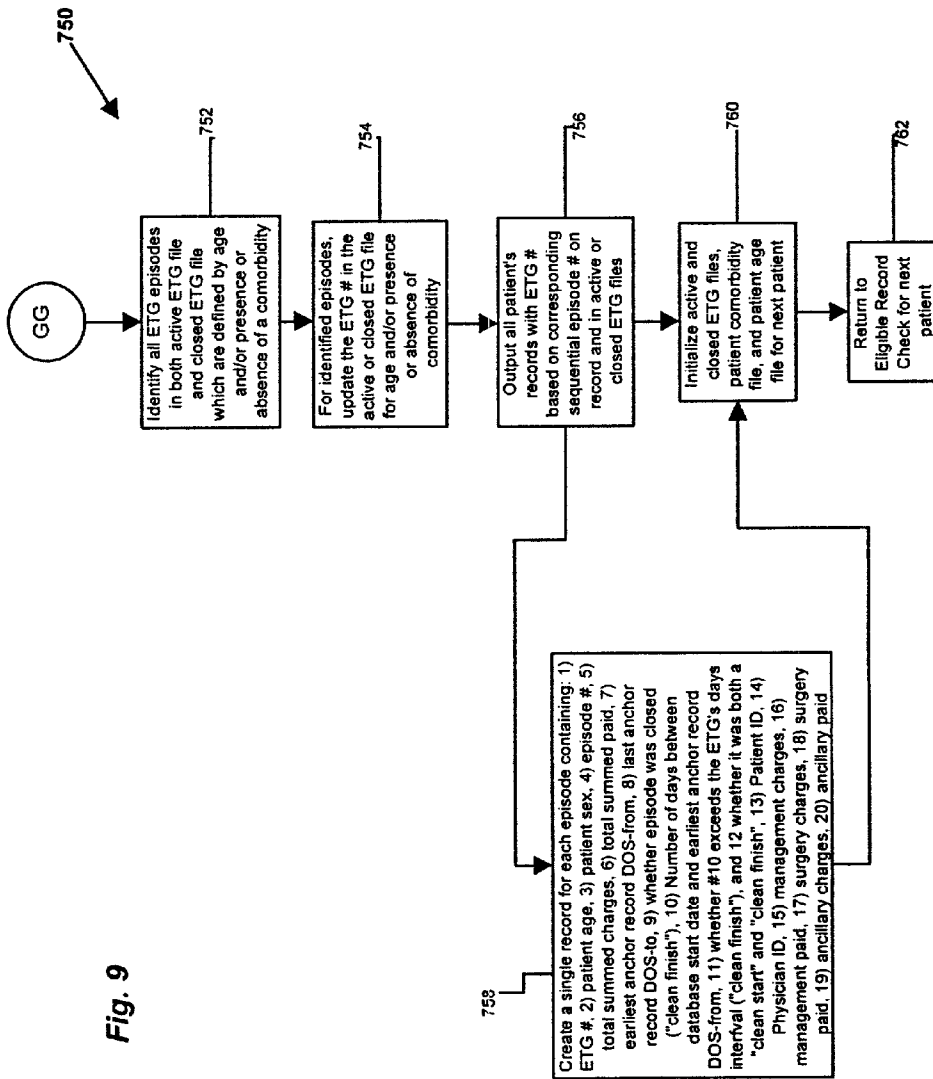 Fig. 9
750
GG
752
Identify all ETG episodes
in both active ETG file
and closed ETG file
which are defined by age
and/or presence or
absence of a comorbidity
754
For identified episodes,
update the ETG # in the
active or closed ETG file
for age and/or presence
or absence of
comorbidity
756
Output all patient's
records with ETG #
based on corresponding
sequential episode # on
record and in active or
closed ETG files
758
Create a single record for each episode containing: 1)
ETG #, 2) patient age, 3) patient sex, 4) episode #, 5)
total summed charges, 6) total summed paid, 7)
earliest anchor record DOS-from, 8) last anchor
record DOS-to, 9) whether episode was closed
("clean finish"), 10) Number of days between
database start date and earliest anchor record
DOS-from, 11) whether #10 exceeds the ETG's days
interfval ("clean finish"), and 12 whether it was both a
"clean start" and "clean finish", 13) Patient ID, 14)
Physician ID, 15) management charges, 16)
management paid, 17) surgery charges, 18) surgery
paid, 19) ancillary charges, 20) ancillary paid
760
Initialize active and
closed ETG files,
patient comorbidity
file, and patient age
file for next patient
762
Return to
Eligible Record
Check for next
patient